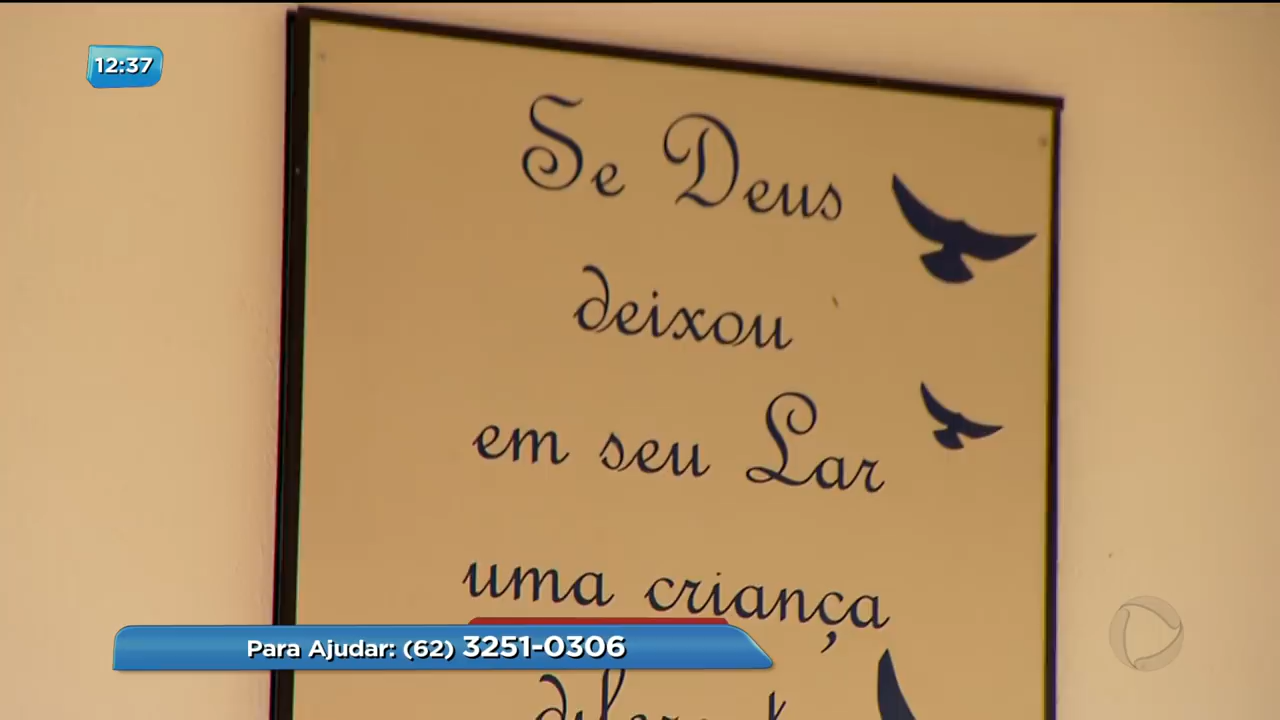 12:37
Se Deus
deixou
em seu Lar
uma criança
Para Ajudar: (62) 3251-0306